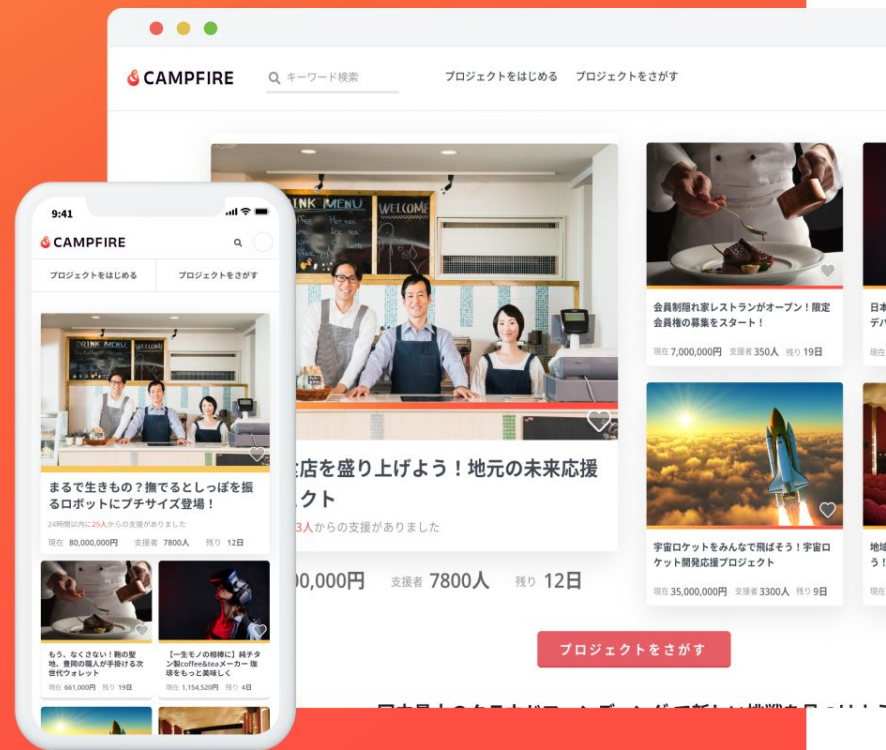 CAMPFIRE
キーワード検索
プロジェクトをはじめる
プロジェクトをさがす
INK MENU
WELCOME
店を盛り上げよう！地元の未来応援
クト
3人からの支援がありました
00,000円 支援者 7800人 残り 12日
会員制隠れ家レストランがオープン！限定
会員権の募集をスタート！
現在 7,000,000円 支援者 350人 残り 19日
日本
デバ
現在
宇宙ロケットをみんなで飛ばそう！宇宙ロ
ケット開発応援プロジェクト
現在 35,000,000円 支援者 3300人 残り 9日
地域
う！
現在
プロジェクトをさがす
9:41
CAMPFIRE
プロジェクトをはじめる
プロジェクトをさがす
DRINK MENU
WELCOME
まるで生きもの？撫でるとしっぽを振
るロボットにプチサイズ登場！
24時間以内に25人からの支援がありました
現在 80,000,000円 支援者 7800人 残り 12日
もう、なくさない！鞄の聖
地、豊岡の職人が手掛ける次
世代ウォレット
現在 661,000円 残り 19日
【一生モノの相棒に】純チタ
ン製coffee&teaメーカー 珈
琲をもっと美味しく
現在 1,154,520円 残り 4日